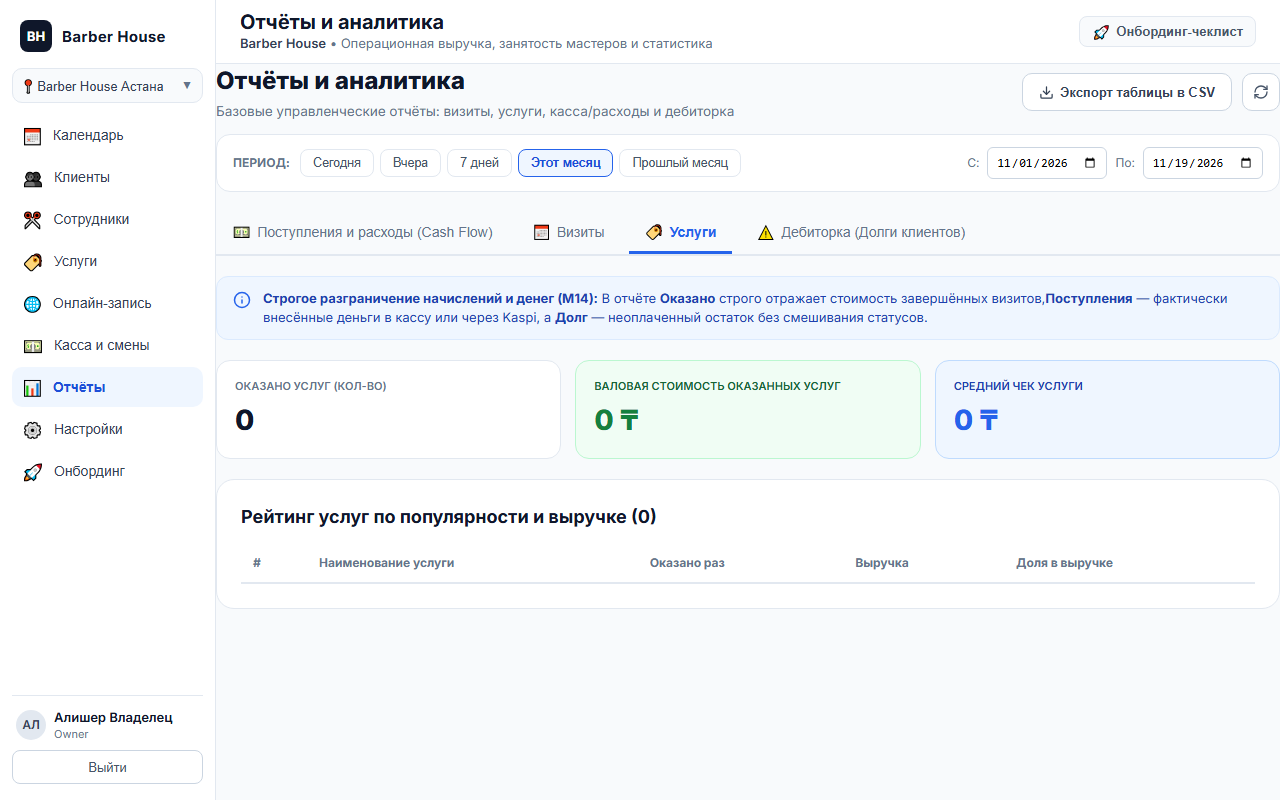 BH Barber House
Barber House Астана
Календарь
Клиенты
Сотрудники
Услуги
Онлайн-запись
Касса и смены
Отчёты
Настройки
Онбординг
АЛ Алишер Владелец
Owner
Выйти
Отчёты и аналитика
Barber House • Операционная выручка, занятость мастеров и статистика
Онбординг-чеклист
Отчёты и аналитика
Базовые управленческие отчёты: визиты, услуги, касса/расходы и дебиторка
Экспорт таблицы в CSV
ПЕРИОД: Сегодня Вчера 7 дней Этот месяц Прошлый месяц С: 11/01/2026 По: 11/19/2026
Поступления и расходы (Cash Flow) Визиты Услуги Дебиторка (Долги клиентов)
Строгое разграничение начислений и денег (M14): В отчёте Оказано строго отражает стоимость завершённых визитов,Поступления — фактически
внесённые деньги в кассу или через Kaspi, а Долг — неоплаченный остаток без смешивания статусов.
ОКАЗАНО УСЛУГ (КОЛ-ВО)
0
ВАЛОВАЯ СТОИМОСТЬ ОКАЗАННЫХ УСЛУГ
0 ₸
СРЕДНИЙ ЧЕК УСЛУГИ
0 ₸
Рейтинг услуг по популярности и выручке (0)
# Наименование услуги Оказано раз Выручка Доля в выручке